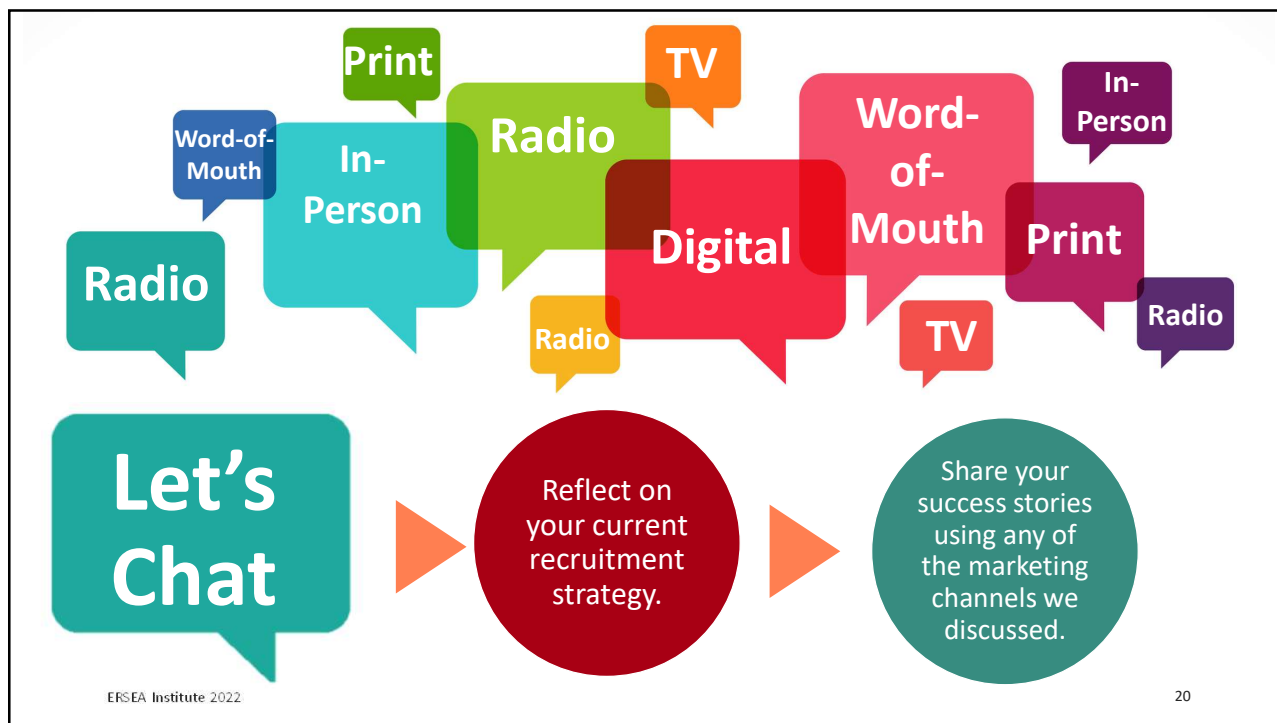 Print
TV
Radio
Word-
of-
Mouth
In-
Person
Word-of-
Mouth
In-
Person
Digital
Print
Radio
Radio
TV
Radio
Let’s
Chat
Reflect on
your current
recruitment
strategy.
Share your
success stories
using any of
the marketing
channels we
discussed.
ERSEA Institute 2022
20